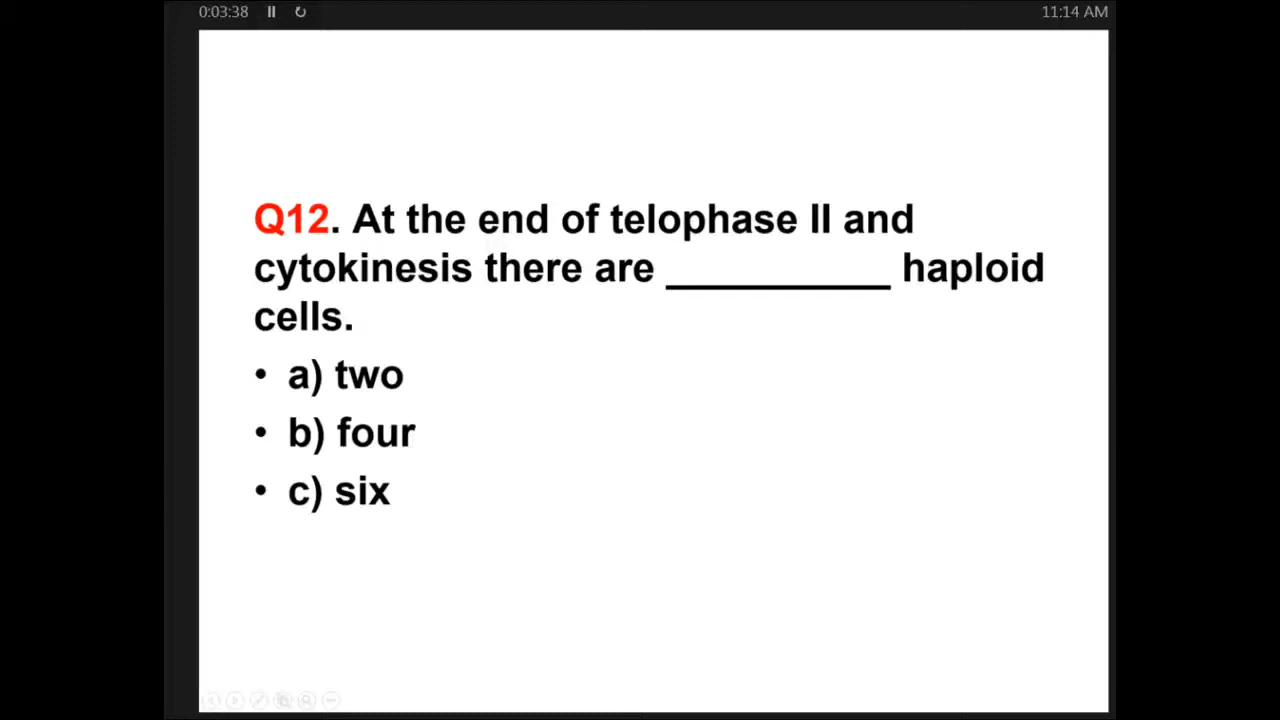 0:03:38 11:14 AM
Q12. At the end of telophase II and
cytokinesis there are __________ haploid
cells.
• a) two
• b) four
• c) six